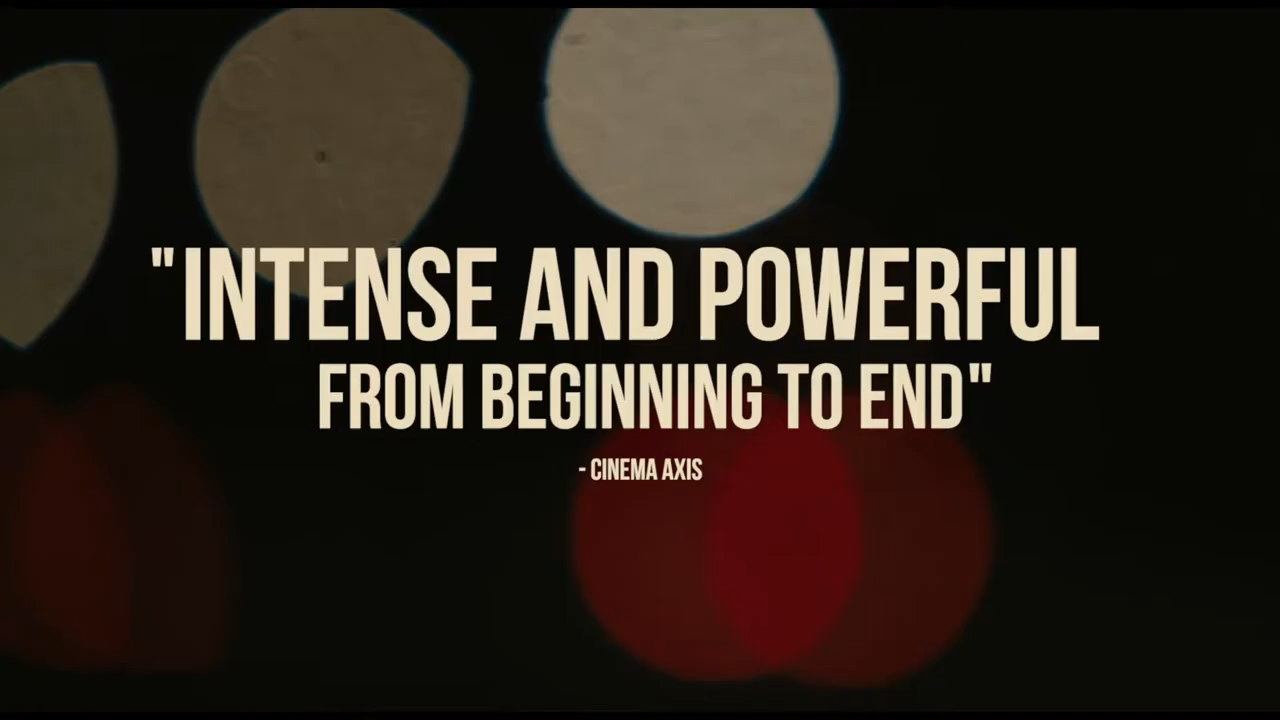 "INTENSE AND POWERFUL
FROM BEGINNING TO END"
- CINEMA AXIS